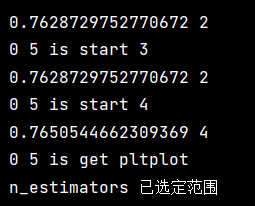 0.7628729752770672 2
0 5 is start 3
0.7628729752770672 2
0 5 is start 4
0.7650544662309369 4
0 5 is get pltplot
n_estimators 已选定范围